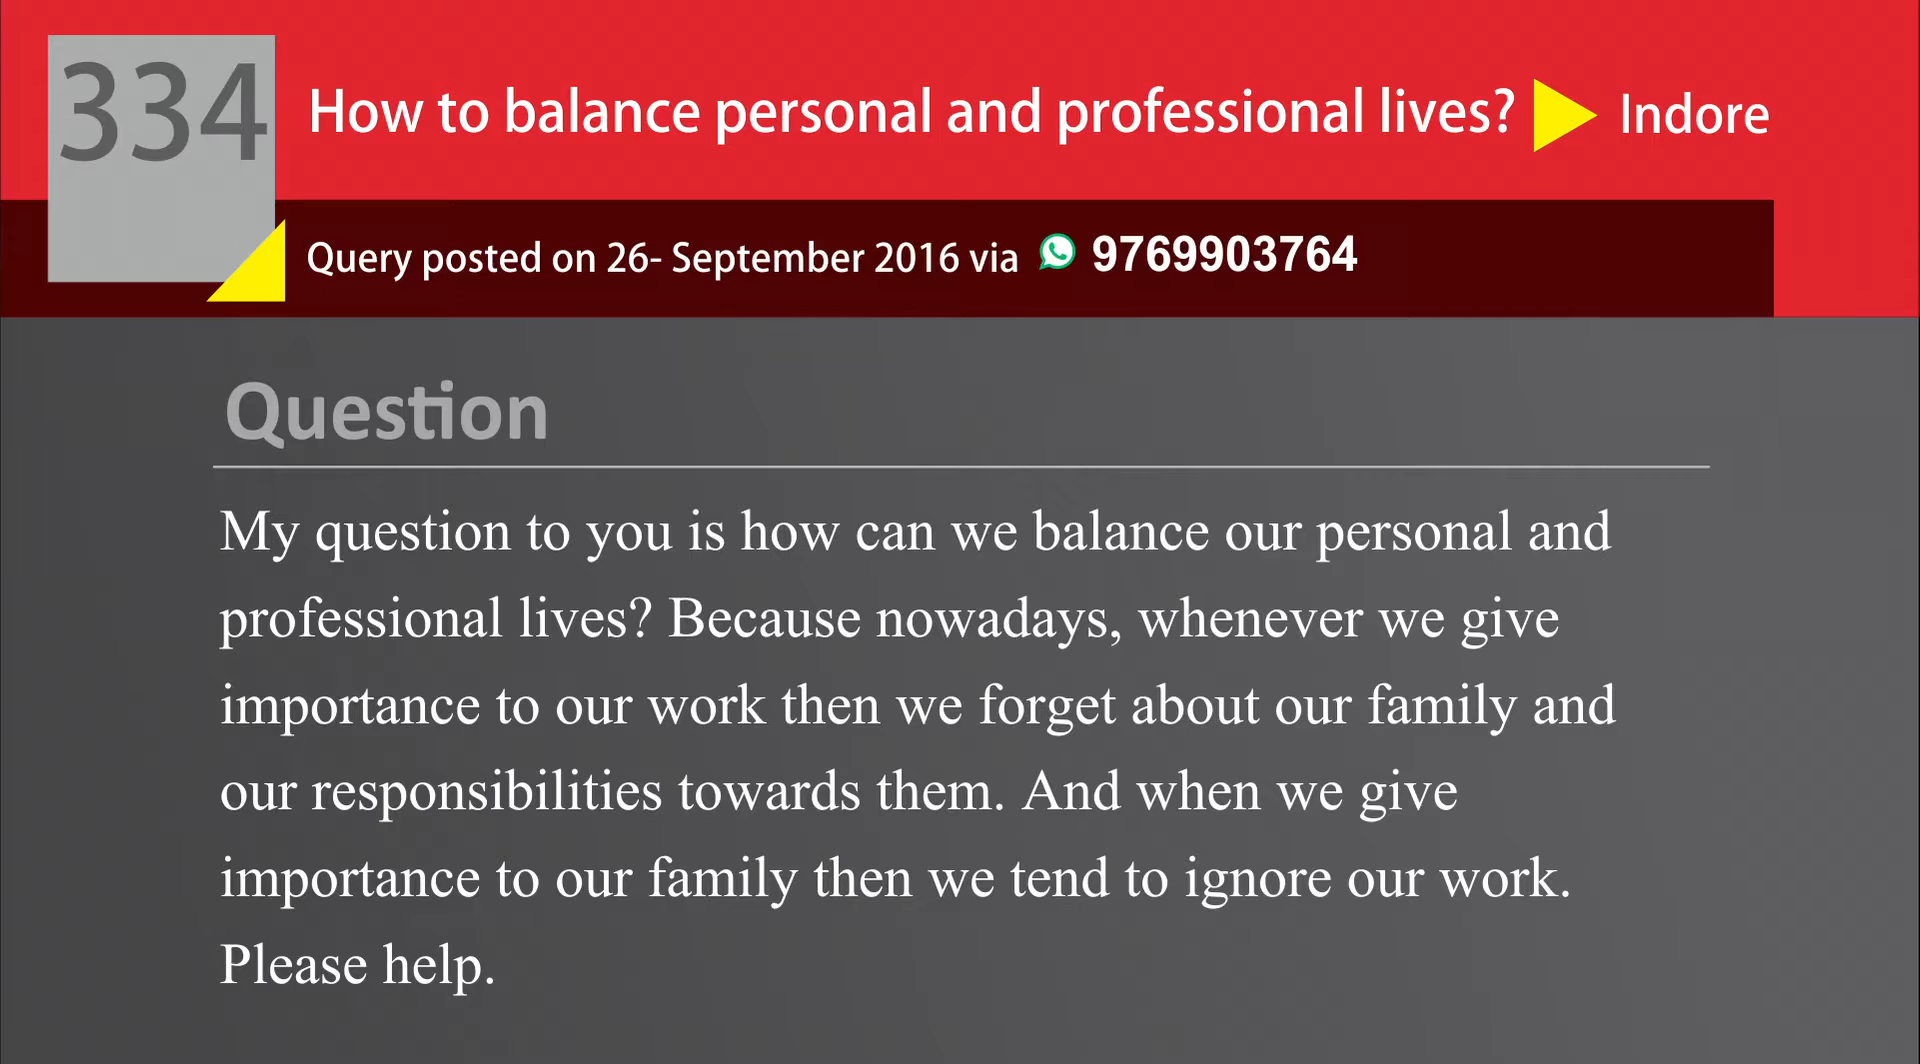 334
How to balance personal and professional lives? Indore
Query posted on 26- September 2016 via 9769903764
Question
My question to you is how can we balance our personal and
professional lives? Because nowadays, whenever we give
importance to our work then we forget about our family and
our responsibilities towards them. And when we give
importance to our family then we tend to ignore our work.
Please help.